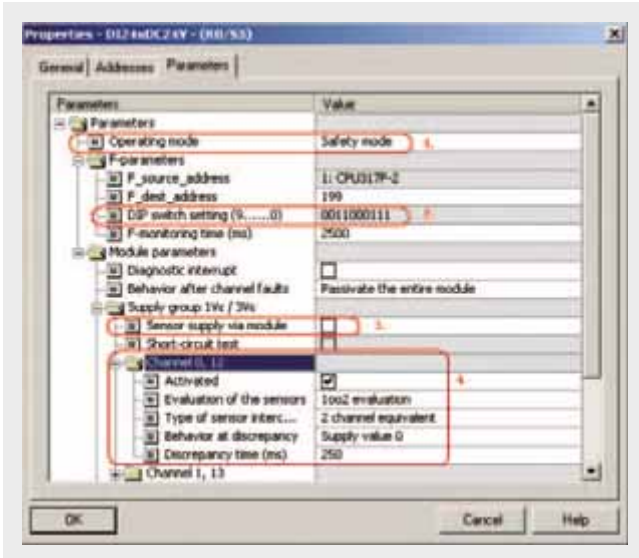 Properties - DI24xDC24V - (R0/S3)
General Addresses Parameters
Parameters Value
Parameters
Operating mode Safety mode 1.
F-parameters
F_source_address 1: CPU317F-2
F_dest_address 199
DIP switch setting (9......0) 0011000111 2.
F-monitoring time (ms) 2500
Module parameters
Diagnostic interrupt
Behavior after channel faults Passivate the entire module
Supply group 1Vs / 3Vs
Sensor supply via module 3.
Short-circuit test
Channel 0, 12 4
Activated
Evaluation of the sensors 1oo2 evaluation
Type of sensor interc... 2 channel equivalent
Behavior at discrepancy Supply value 0
Discrepancy time (ms) 250
Channel 1, 13
OK Cancel Help